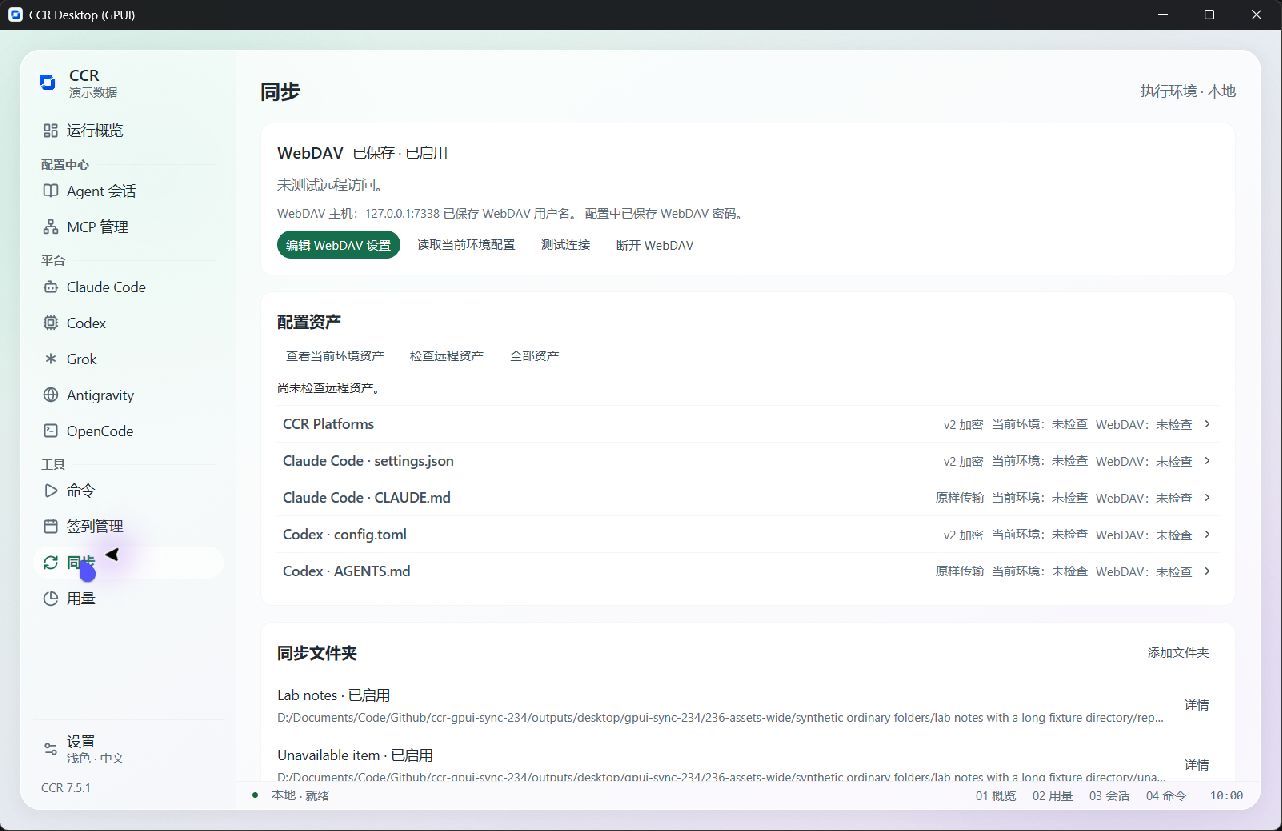 CCR Desktop (GPUI)
CCR
演示数据
运行概览
配置中心
Agent 会话
MCP 管理
平台
Claude Code
Codex
Grok
Antigravity
OpenCode
工具
命令
签到管理
同步
用量
设置
浅色 · 中文
CCR 7.5.1
同步
执行环境 · 本地
WebDAV 已保存 · 已启用
未测试远程访问。
WebDAV 主机：127.0.0.1:7338 已保存 WebDAV 用户名。 配置中已保存 WebDAV 密码。
编辑 WebDAV 设置 读取当前环境配置 测试连接 断开 WebDAV
配置资产
查看当前环境资产 检查远程资产 全部资产
尚未检查远程资产。
CCR Platforms v2 加密 当前环境：未检查 WebDAV：未检查
Claude Code · settings.json v2 加密 当前环境：未检查 WebDAV：未检查
Claude Code · CLAUDE.md 原样传输 当前环境：未检查 WebDAV：未检查
Codex · config.toml v2 加密 当前环境：未检查 WebDAV：未检查
Codex · AGENTS.md 原样传输 当前环境：未检查 WebDAV：未检查
同步文件夹 添加文件夹
Lab notes · 已启用
D:/Documents/Code/Github/ccr-gpui-sync-234/outputs/desktop/gpui-sync-234/236-assets-wide/synthetic ordinary folders/lab notes with a long fixture directory/rep...
详情
Unavailable item · 已启用
D:/Documents/Code/Github/ccr-gpui-sync-234/outputs/desktop/gpui-sync-234/236-assets-wide/synthetic ordinary folders/lab notes with a long fixture directory/una...
详情
本地 · 就绪 01 概览 02 用量 03 会话 04 命令 10:00